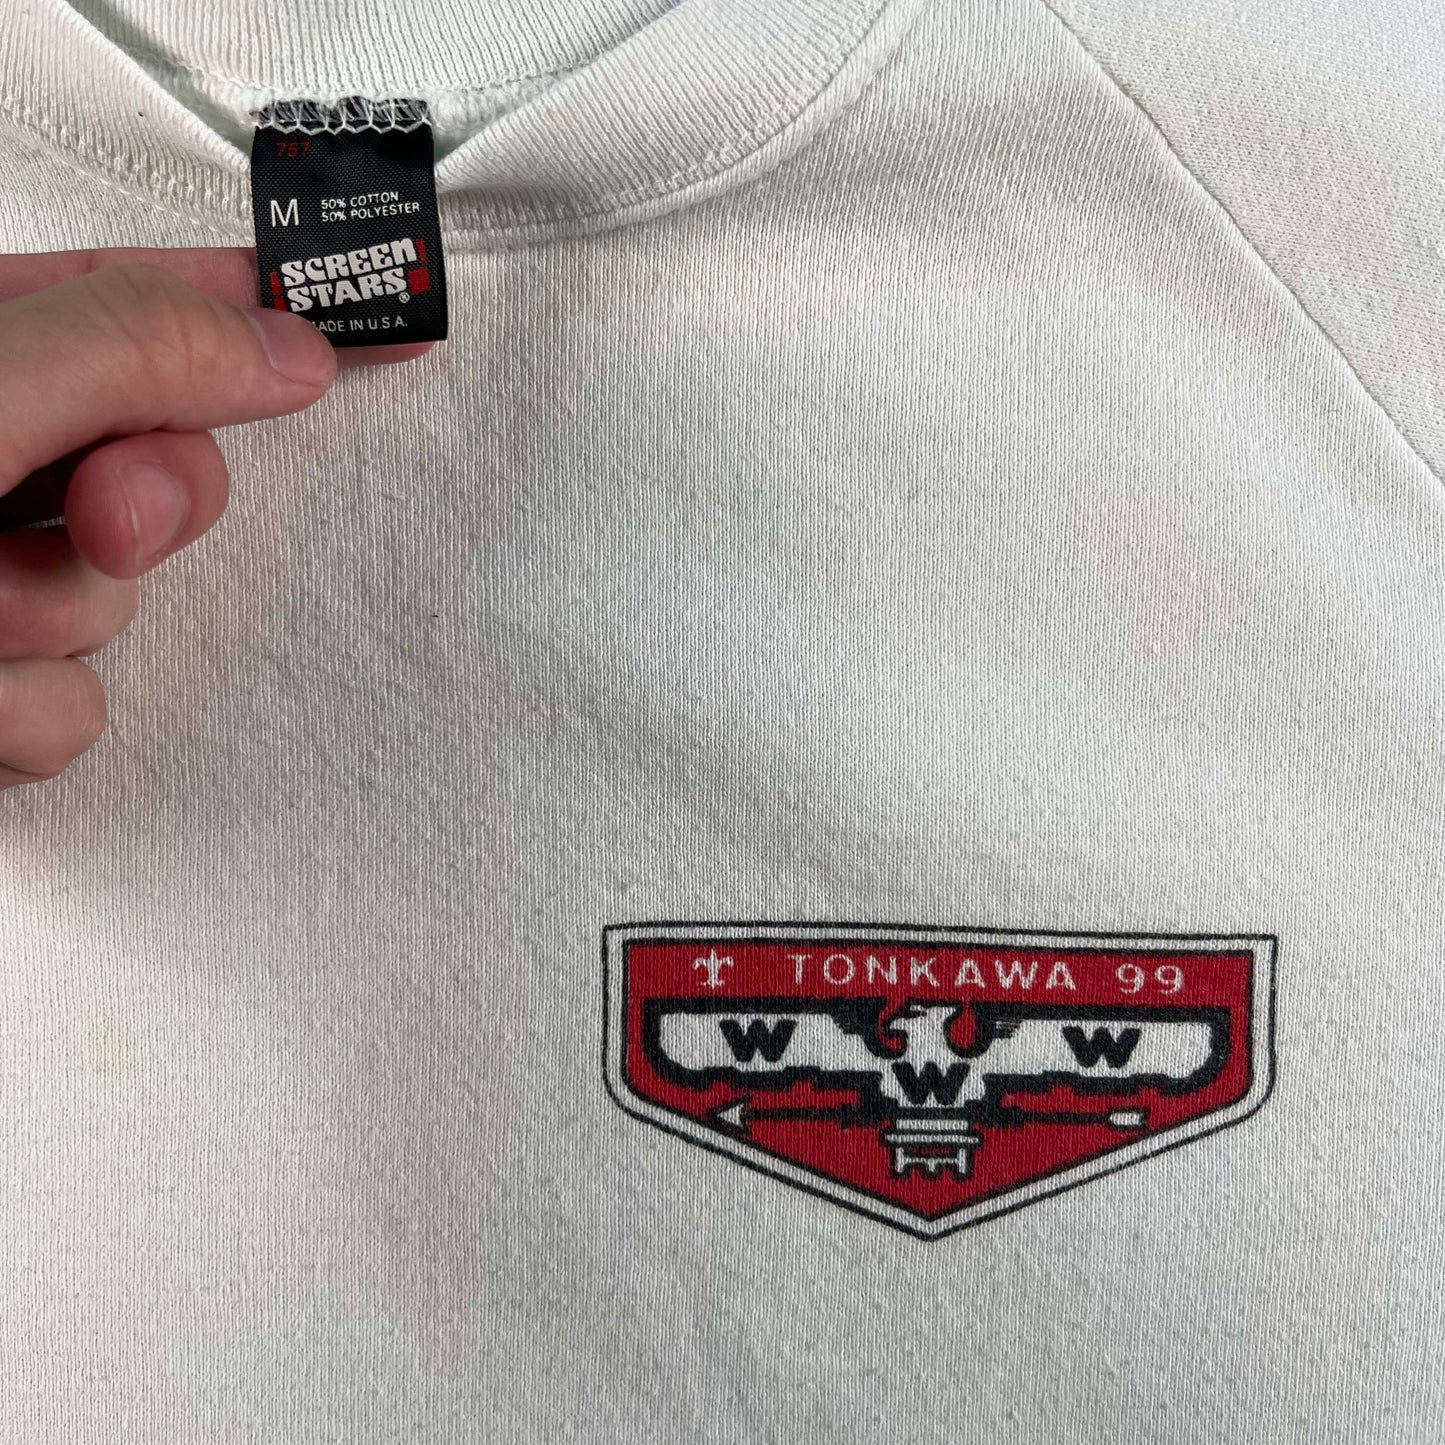 757
M
50% COTTON
50% POLYESTER
SCREEN
STARS®
MADE IN U.S.A.
TONKAWA 99
W W
W